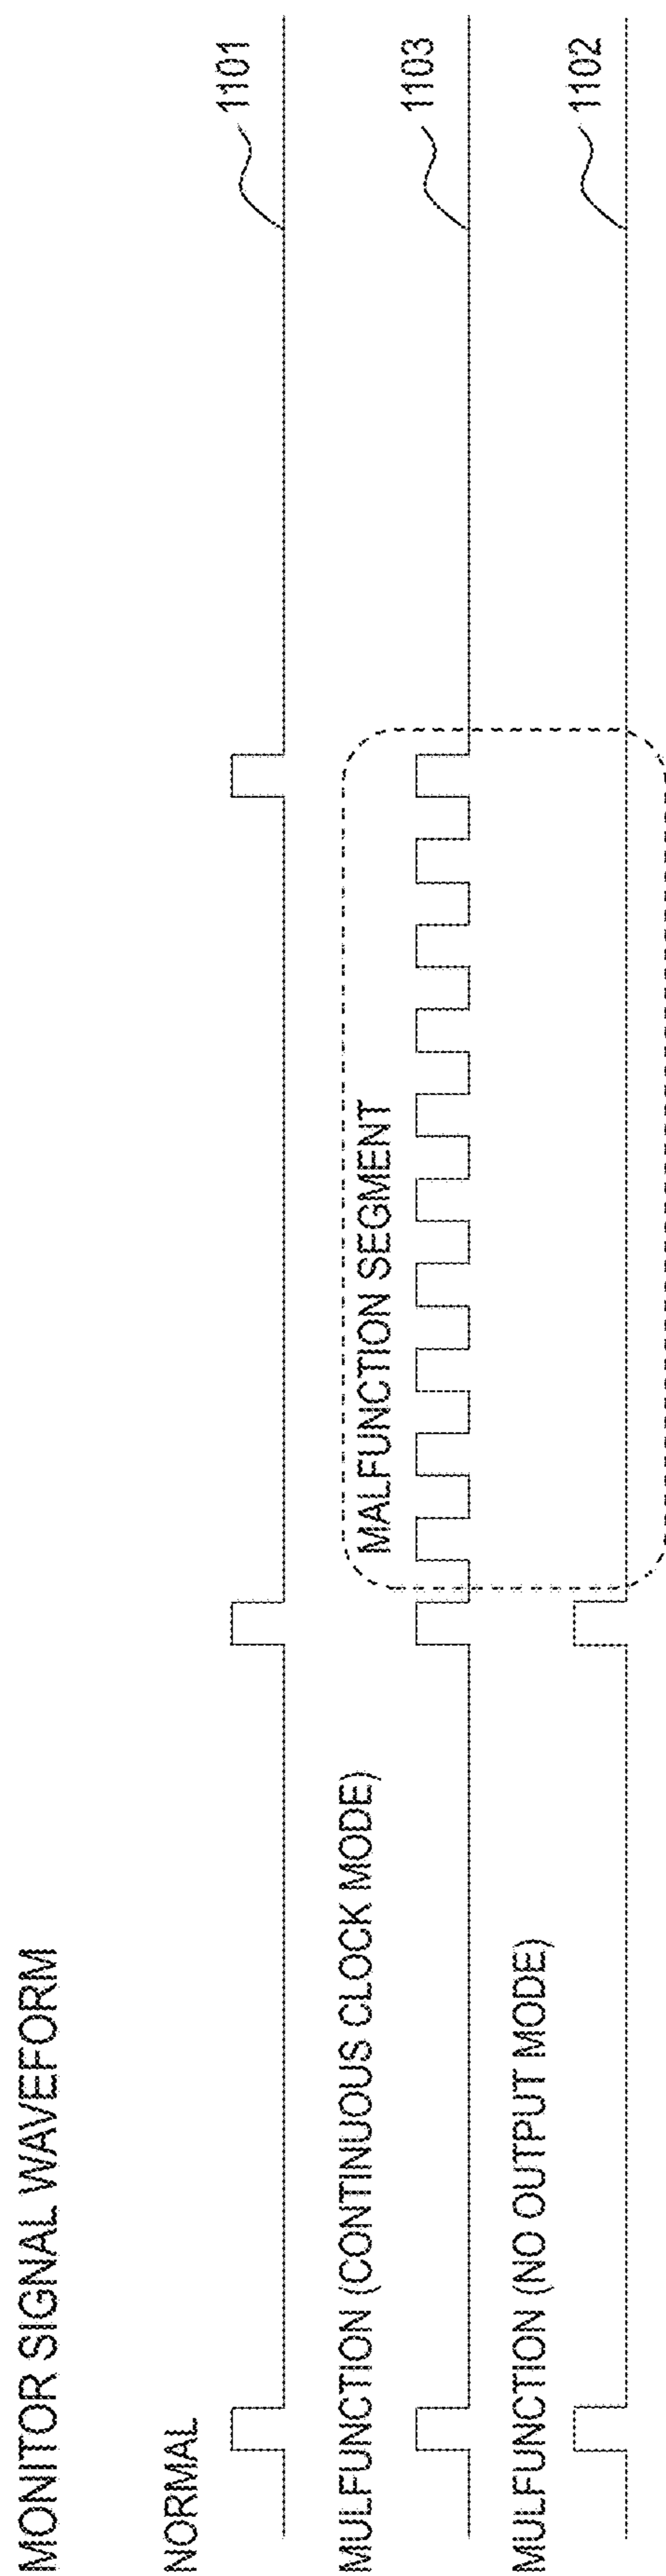 MONITOR SIGNAL WAVEFORM
NORMAL
1101
MULFUNCTION (CONTINUOUS CLOCK MODE)
MALFUNCTION SEGMENT
1103
MULFUNCTION (NO OUTPUT MODE)
1102